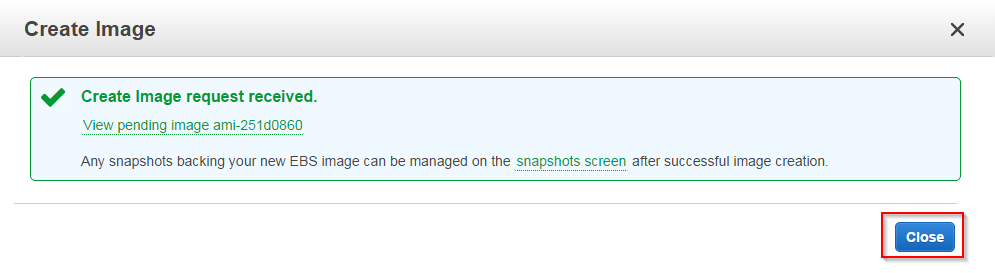 Create Image
Create Image request received.
View pending image ami-251d0860
Any snapshots backing your new EBS image can be managed on the snapshots screen after successful image creation.
Close